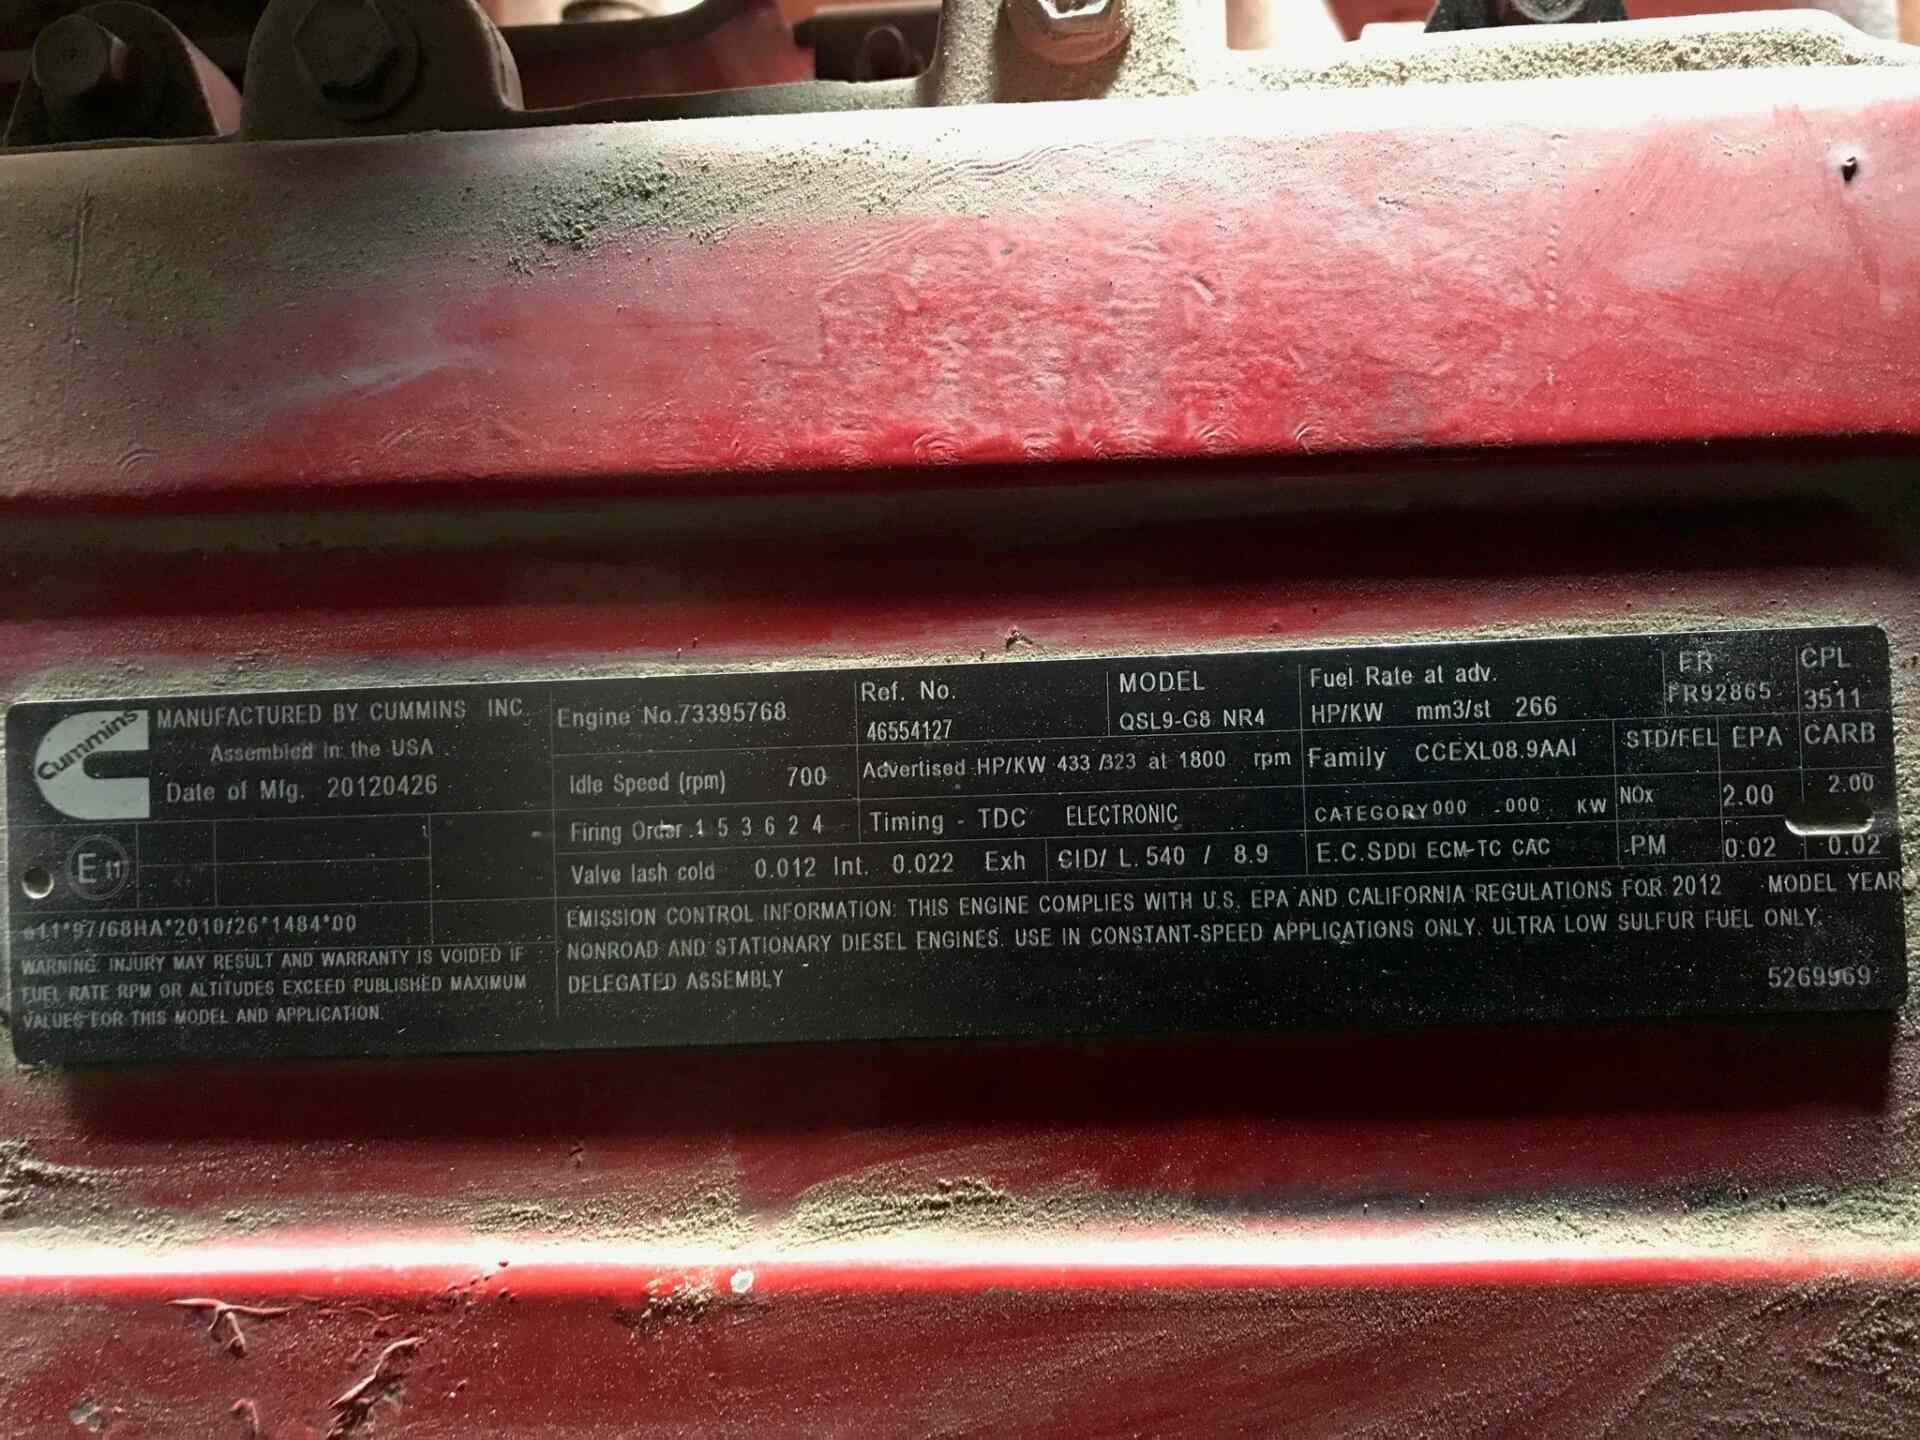 Cummins
MANUFACTURED BY CUMMINS INC
Assembled in the USA
Date of Mfg. 20120426
E 11
e11*97/68HA*2010/26*1484*00
WARNING: INJURY MAY RESULT AND WARRANTY IS VOIDED IF
FUEL RATE RPM OR ALTITUDES EXCEED PUBLISHED MAXIMUM
VALUES FOR THIS MODEL AND APPLICATION.
Engine No.73395768
Idle Speed (rpm) 700
Firing Order 1 5 3 6 2 4
Valve lash cold 0.012 Int. 0.022 Exh
Ref. No.
46554127
MODEL
QSL9-G8 NR4
Advertised HP/KW 433 /323 at 1800 rpm
Timing - TDC ELECTRONIC
CID/ L. 540 / 8.9
Fuel Rate at adv.
HP/KW mm3/st 266
Family CCEXL08.9AAI
CATEGORY 000 .000 KW
E.C.S DDI ECM-TC CAC
FR
FR92865
CPL
3511
STD/FEL EPA CARB
NOx 2.00 2.00
PM 0.02 0.02
EMISSION CONTROL INFORMATION: THIS ENGINE COMPLIES WITH U.S. EPA AND CALIFORNIA REGULATIONS FOR 2012 MODEL YEAR
NONROAD AND STATIONARY DIESEL ENGINES. USE IN CONSTANT-SPEED APPLICATIONS ONLY. ULTRA LOW SULFUR FUEL ONLY.
DELEGATED ASSEMBLY
5269969